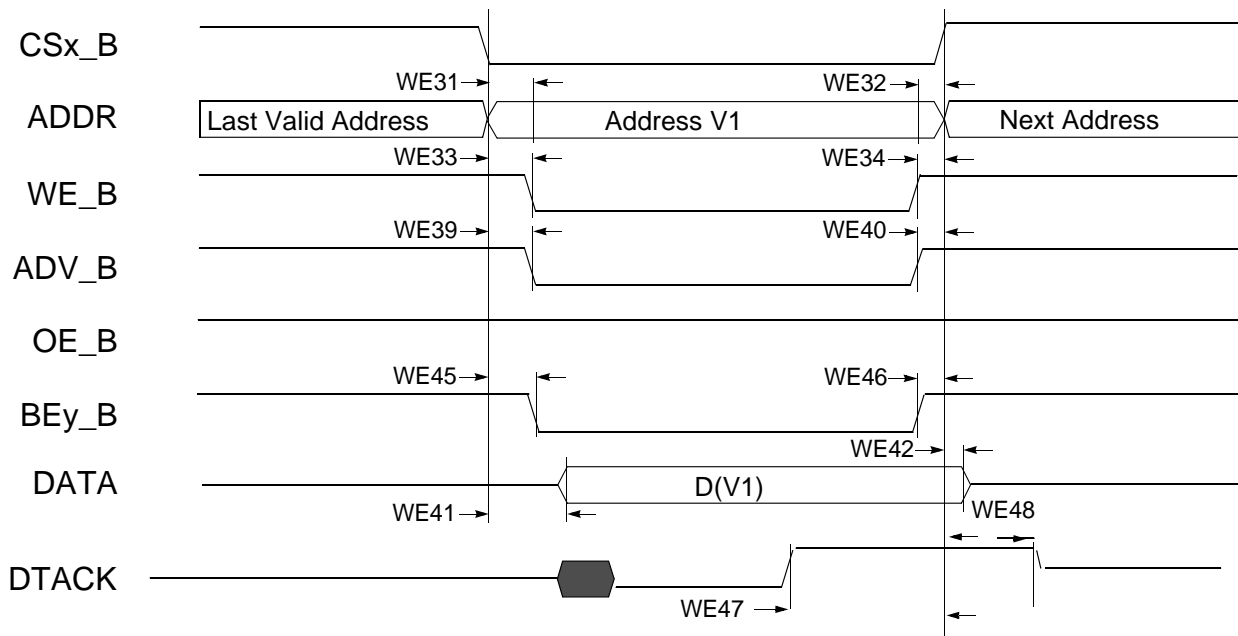 CSx_B
WE31
WE32
ADDR
Last Valid Address
Address V1
Next Address
WE33
WE34
WE_B
WE39
WE40
ADV_B
OE_B
WE45
WE46
BEy_B
WE42
DATA
D(V1)
WE41
WE48
DTACK
WE47